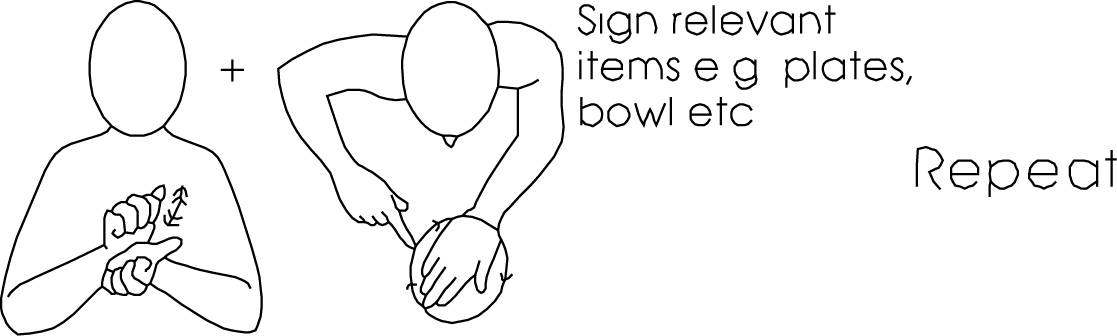 Sign relevant
items e g plates,
bowl etc
Repeat